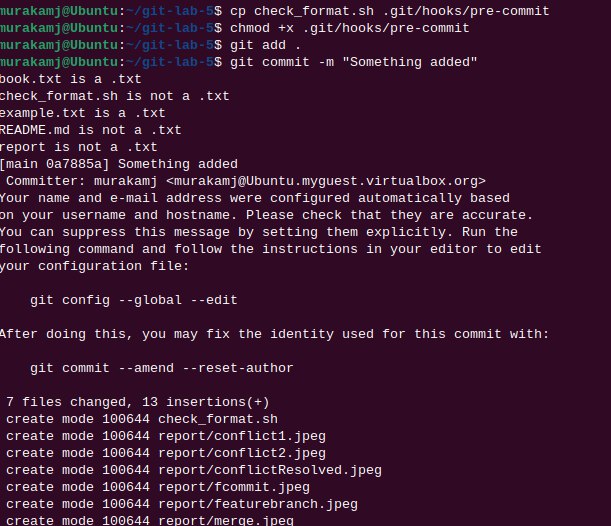 murakamj@Ubuntu:~/git-lab-5$ cp check_format.sh .git/hooks/pre-commit
murakamj@Ubuntu:~/git-lab-5$ chmod +x .git/hooks/pre-commit
murakamj@Ubuntu:~/git-lab-5$ git add .
murakamj@Ubuntu:~/git-lab-5$ git commit -m "Something added"
book.txt is a .txt
check_format.sh is not a .txt
example.txt is a .txt
README.md is not a .txt
report is not a .txt
[main 0a7885a] Something added
 Committer: murakamj <murakamj@Ubuntu.myguest.virtualbox.org>
Your name and e-mail address were configured automatically based
on your username and hostname. Please check that they are accurate.
You can suppress this message by setting them explicitly. Run the
following command and follow the instructions in your editor to edit
your configuration file:

    git config --global --edit

After doing this, you may fix the identity used for this commit with:

    git commit --amend --reset-author

 7 files changed, 13 insertions(+)
 create mode 100644 check_format.sh
 create mode 100644 report/conflict1.jpeg
 create mode 100644 report/conflict2.jpeg
 create mode 100644 report/conflictResolved.jpeg
 create mode 100644 report/fcommit.jpeg
 create mode 100644 report/featurebranch.jpeg
 create mode 100644 report/merge.jpeg